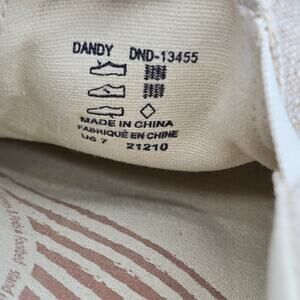 DANDY DND-13455
MADE IN CHINA
FABRIQUÉ EN CHINE
US 7 21210